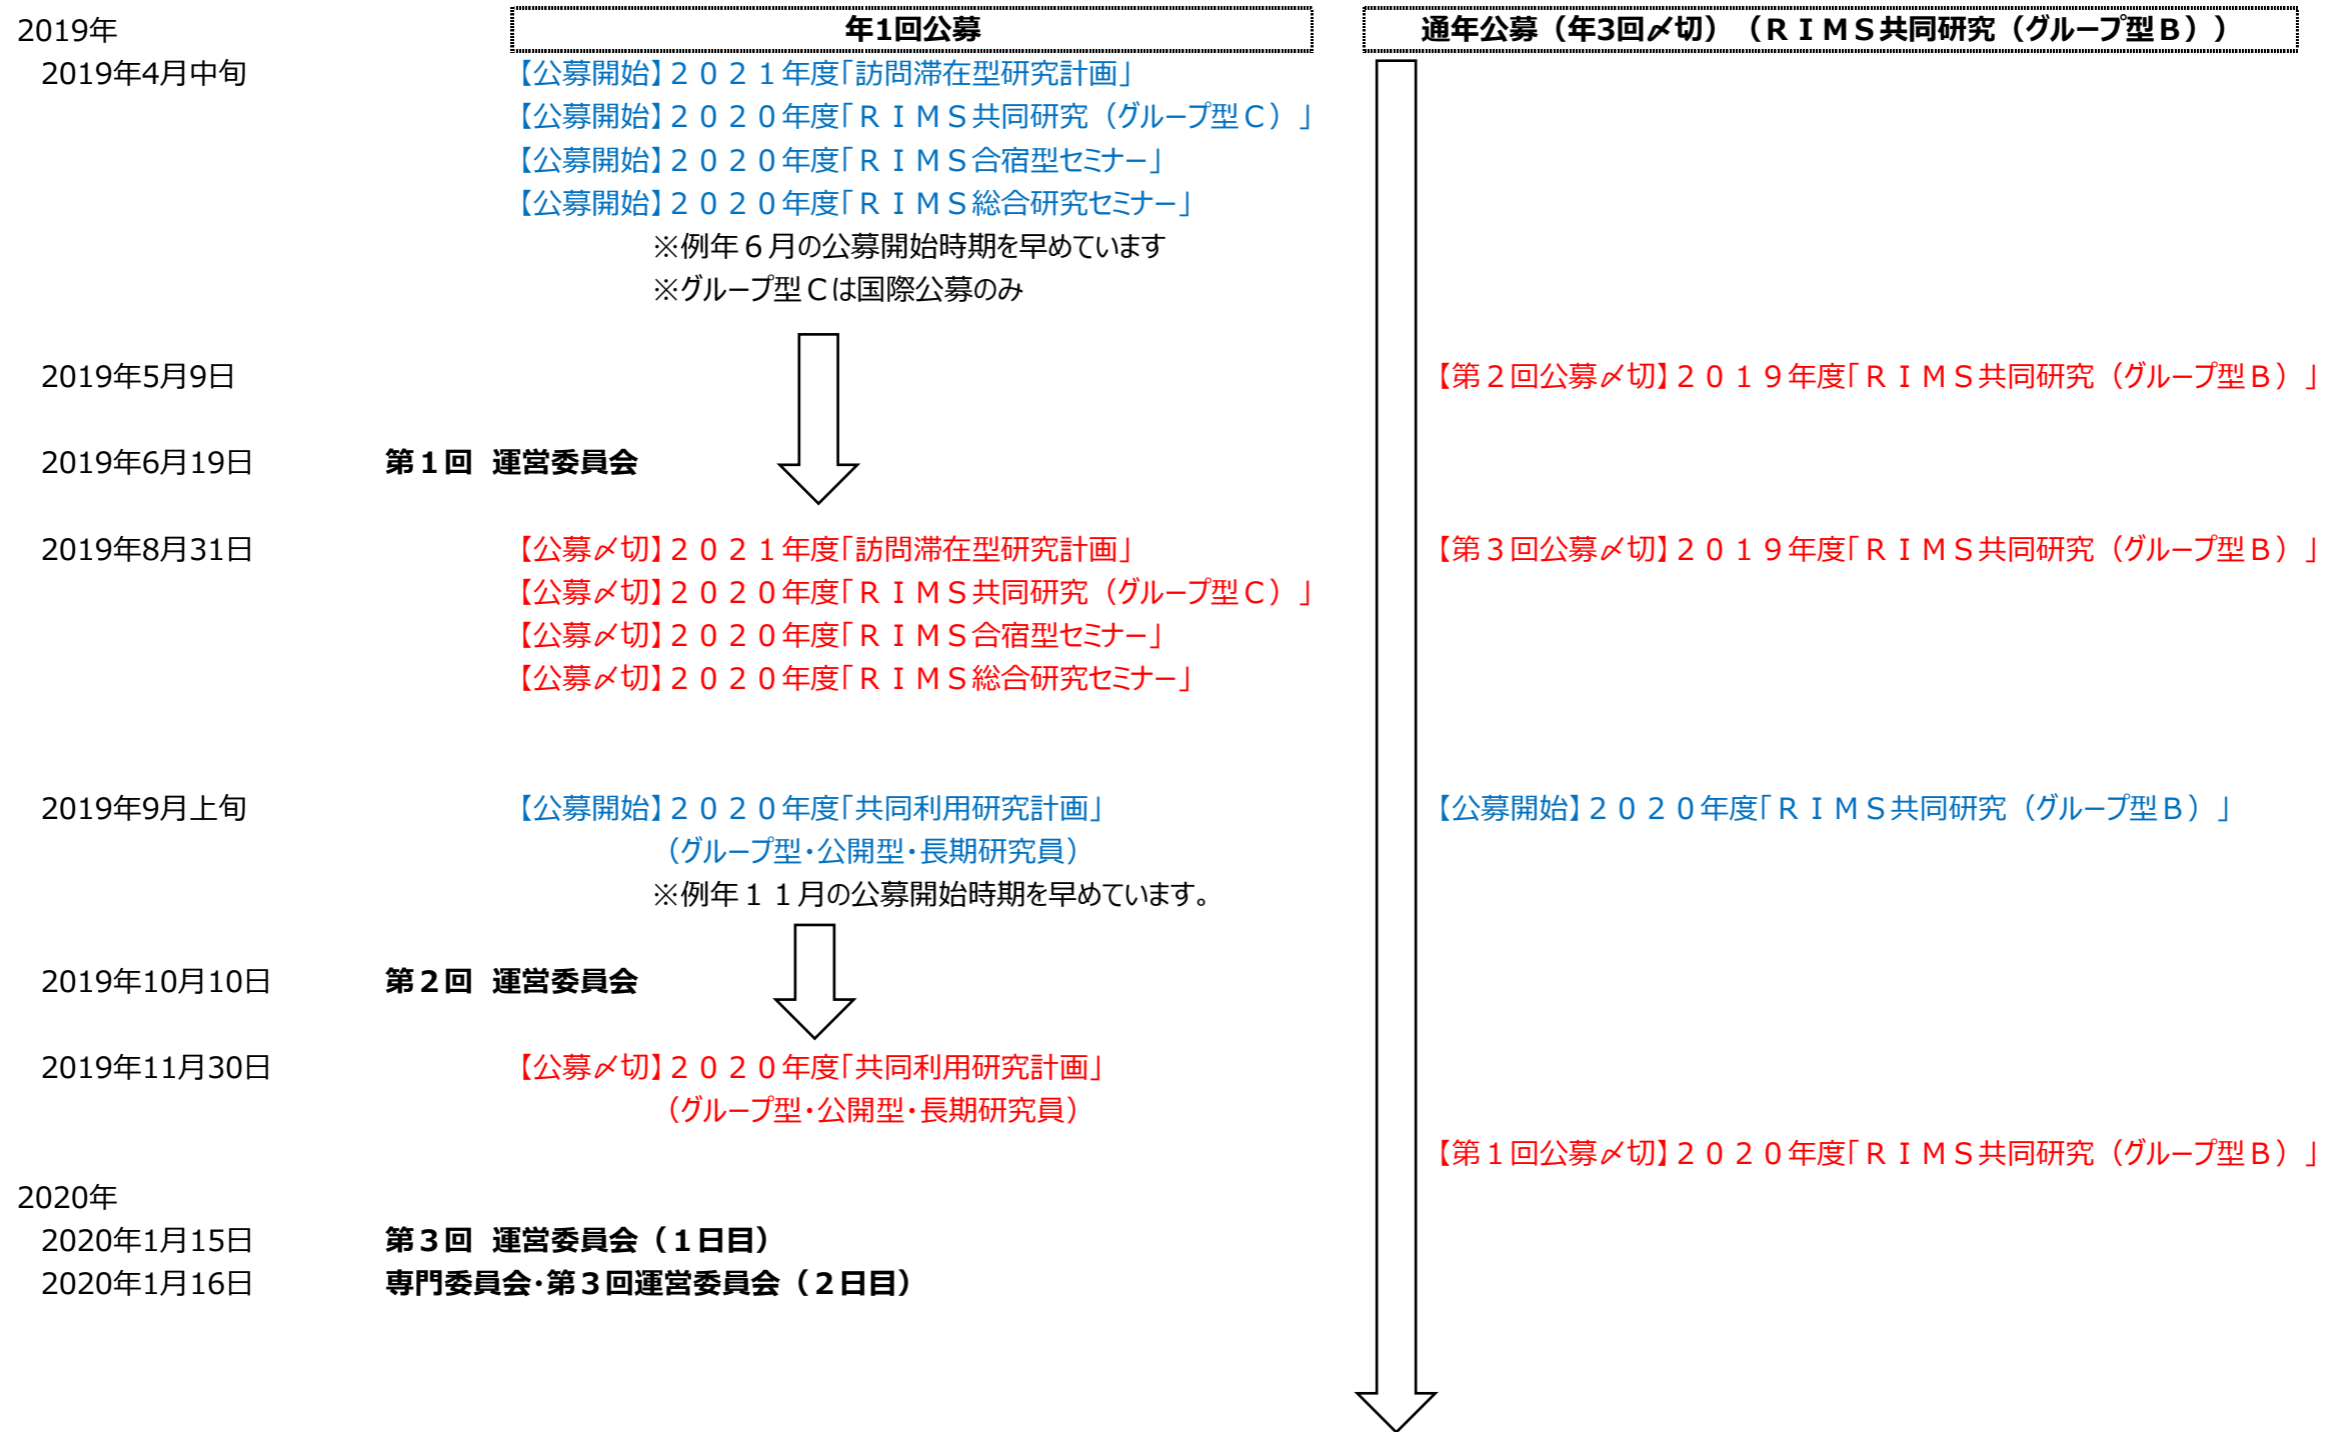 2019年 年1回公募 通年公募（年3回〆切）（ＲＩＭＳ共同研究（グループ型Ｂ））
2019年4月中旬 【公募開始】２０２１年度「訪問滞在型研究計画」
【公募開始】２０２０年度「ＲＩＭＳ共同研究（グループ型Ｃ）」
【公募開始】２０２０年度「ＲＩＭＳ合宿型セミナー」
【公募開始】２０２０年度「ＲＩＭＳ総合研究セミナー」
※例年６月の公募開始時期を早めています
※グループ型Ｃは国際公募のみ
2019年5月9日 【第２回公募〆切】２０１９年度「ＲＩＭＳ共同研究（グループ型Ｂ）」
2019年6月19日 第１回 運営委員会
2019年8月31日 【公募〆切】２０２１年度「訪問滞在型研究計画」 【第３回公募〆切】２０１９年度「ＲＩＭＳ共同研究（グループ型Ｂ）」
【公募〆切】２０２０年度「ＲＩＭＳ共同研究（グループ型Ｃ）」
【公募〆切】２０２０年度「ＲＩＭＳ合宿型セミナー」
【公募〆切】２０２０年度「ＲＩＭＳ総合研究セミナー」
2019年9月上旬 【公募開始】２０２０年度「共同利用研究計画」 【公募開始】２０２０年度「ＲＩＭＳ共同研究（グループ型Ｂ）」
（グループ型・公開型・長期研究員）
※例年１１月の公募開始時期を早めています。
2019年10月10日 第２回 運営委員会
2019年11月30日 【公募〆切】２０２０年度「共同利用研究計画」
（グループ型・公開型・長期研究員）
【第１回公募〆切】２０２０年度「ＲＩＭＳ共同研究（グループ型Ｂ）」
2020年
2020年1月15日 第３回 運営委員会（１日目）
2020年1月16日 専門委員会・第３回運営委員会（２日目）